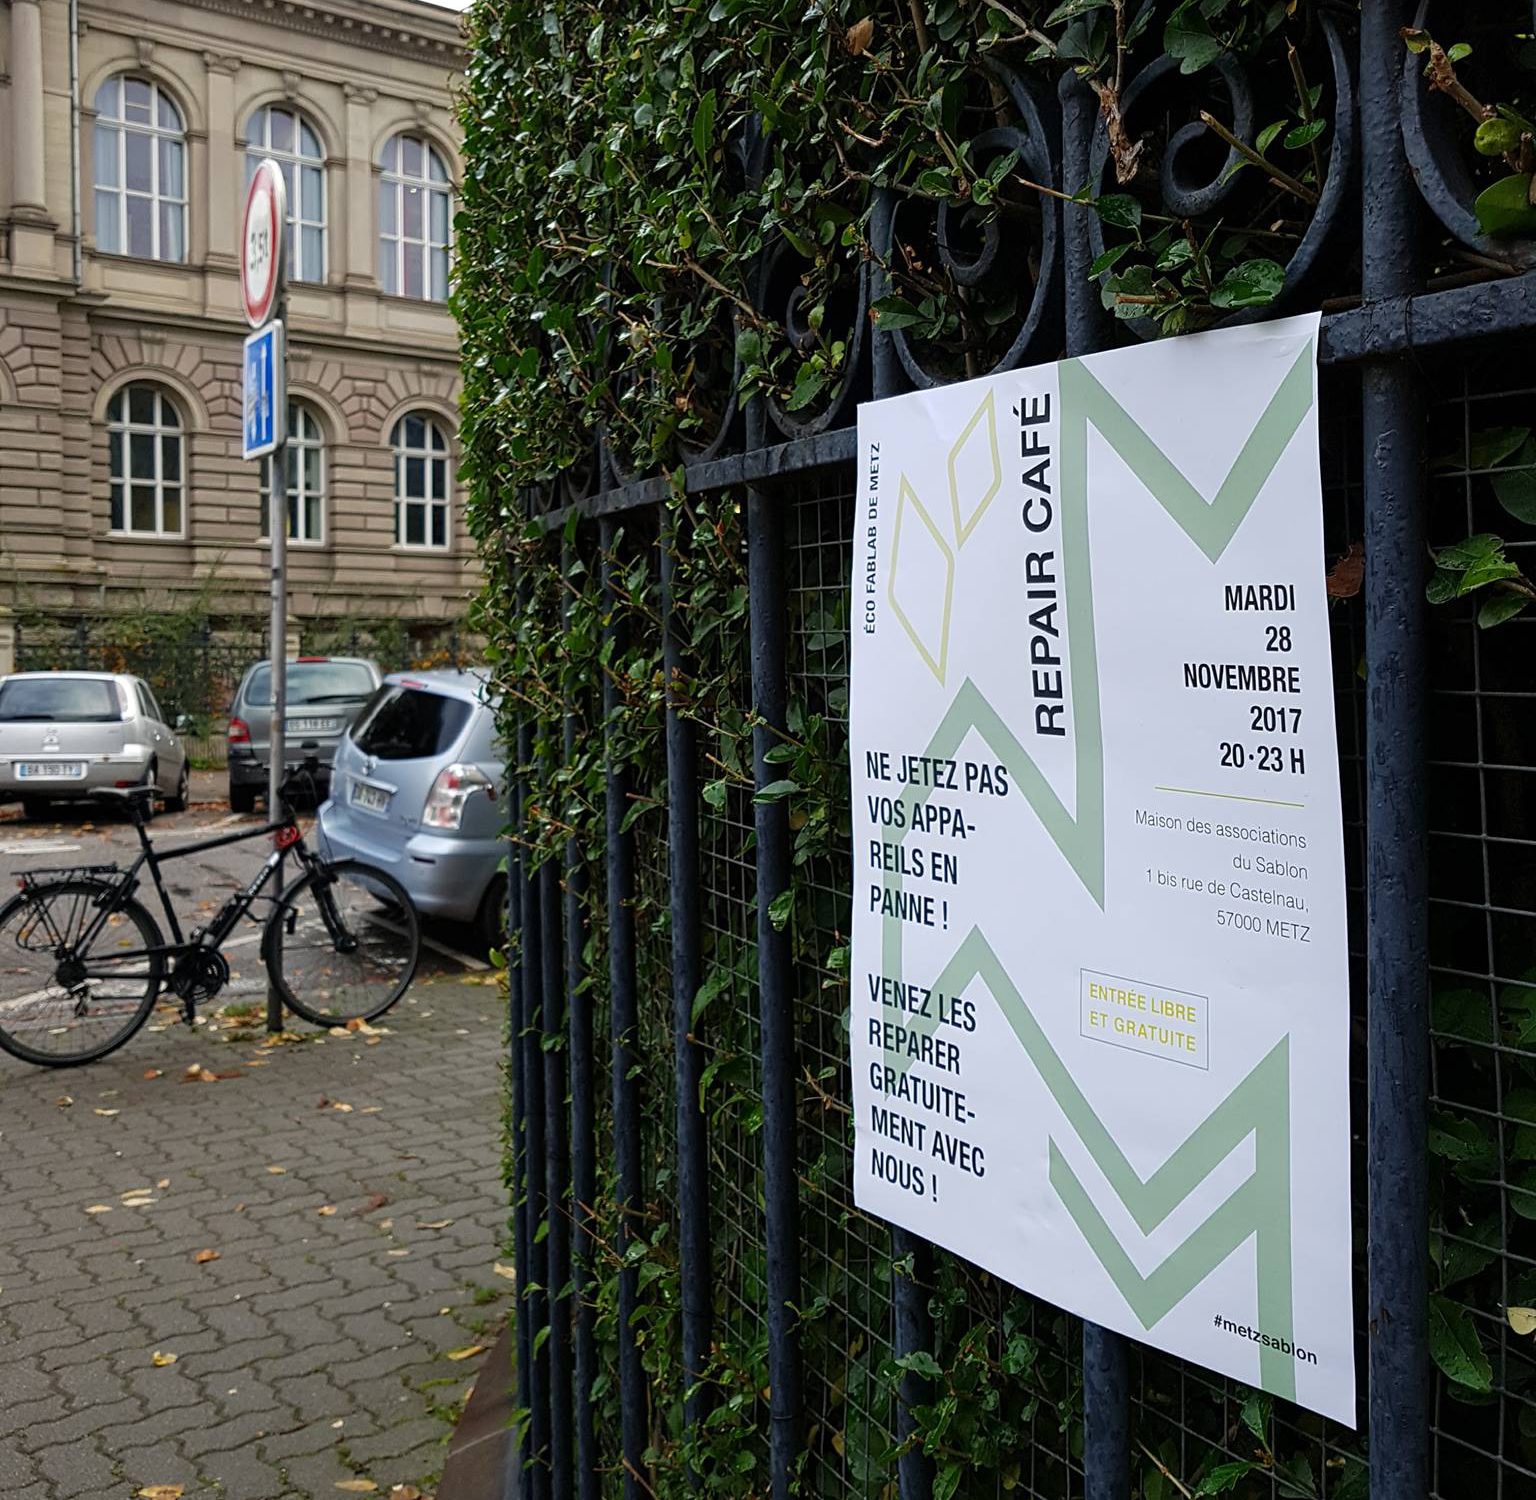 3,5t
ÉCO FABLAB DE METZ
REPAIR CAFÉ
MARDI
28
NOVEMBRE
2017
20·23 H
Maison des associations
du Sablon
1 bis rue de Castelnau,
57000 METZ
NE JETEZ PAS
VOS APPA-
REILS EN
PANNE !
VENEZ LES
REPARER
GRATUITE-
MENT AVEC
NOUS !
ENTRÉE LIBRE
ET GRATUITE
#metzsablon